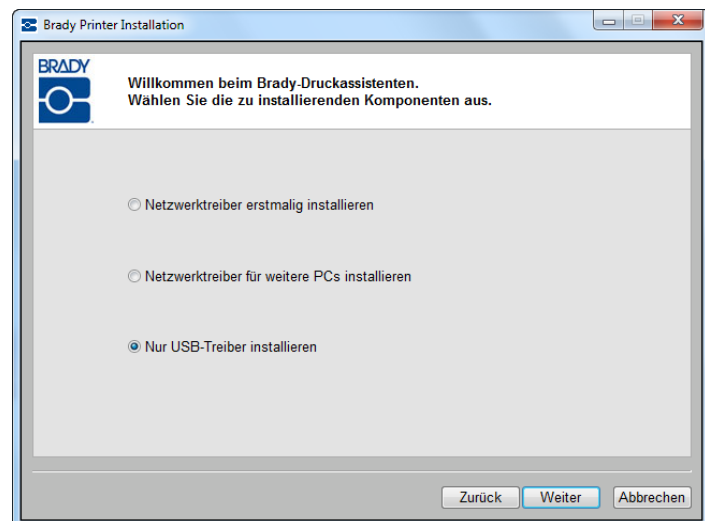 Brady Printer Installation
BRADY
Willkommen beim Brady-Druckassistenten.
Wählen Sie die zu installierenden Komponenten aus.
Netzwerktreiber erstmalig installieren
Netzwerktreiber für weitere PCs installieren
Nur USB-Treiber installieren
Zurück
Weiter
Abbrechen